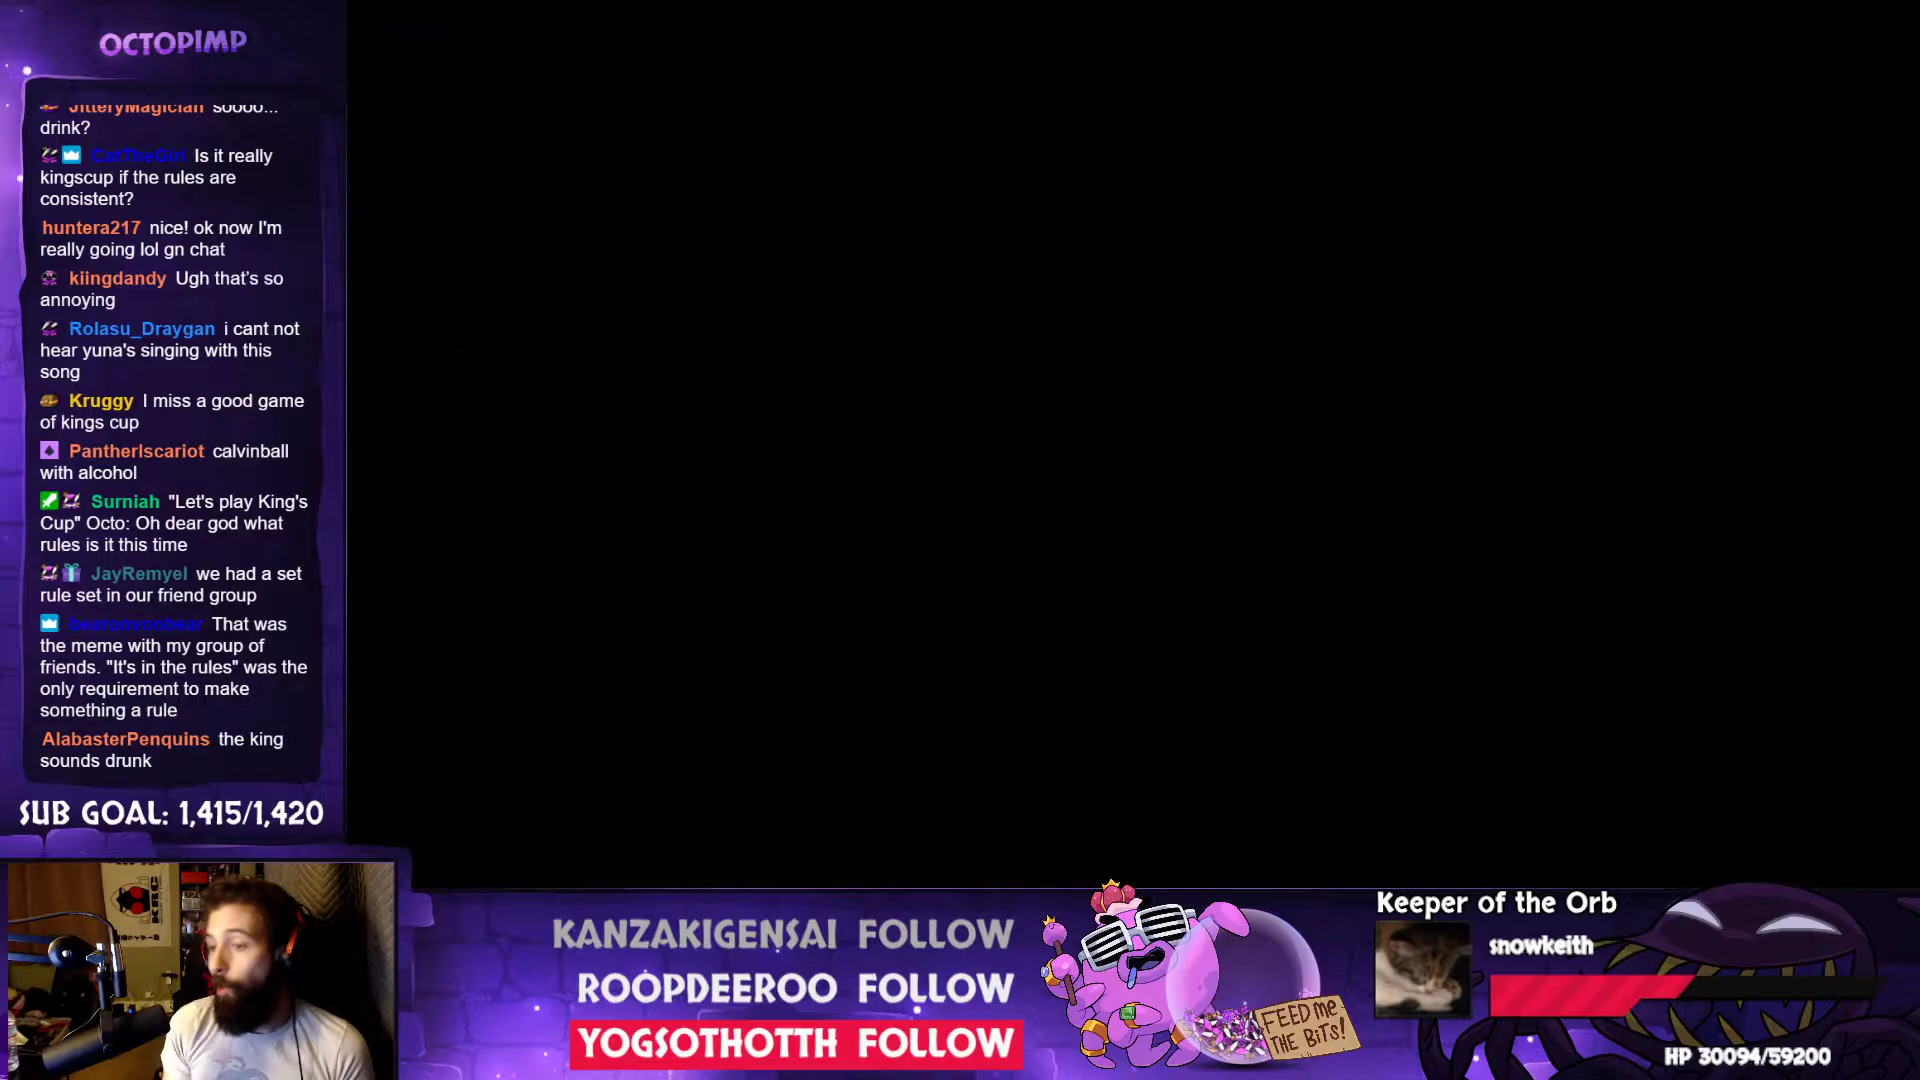 OCTOPIMP
JitteryMagician soooo...
drink?
CatTheGirl Is it really
kingscup if the rules are
consistent?
huntera217 nice! ok now I'm
really going lol gn chat
kiingdandy Ugh that's so
annoying
Rolasu_Draygan i cant not
hear yuna's singing with this
song
Kruggy I miss a good game
of kings cup
PantherIscariot calvinball
with alcohol
Surniah "Let's play King's
Cup" Octo: Oh dear god what
rules is it this time
JayRemyel we had a set
rule set in our friend group
bearonvonbear That was
the meme with my group of
friends. "It's in the rules" was the
only requirement to make
something a rule
AlabasterPenquins the king
sounds drunk
SUB GOAL: 1,415/1,420
KANZAKIGENSAI FOLLOW
ROOPDEEROO FOLLOW
YOGSOTHOTTH FOLLOW
FEED ME
THE BITS!
Keeper of the Orb
snowkeith
HP 30094/59200